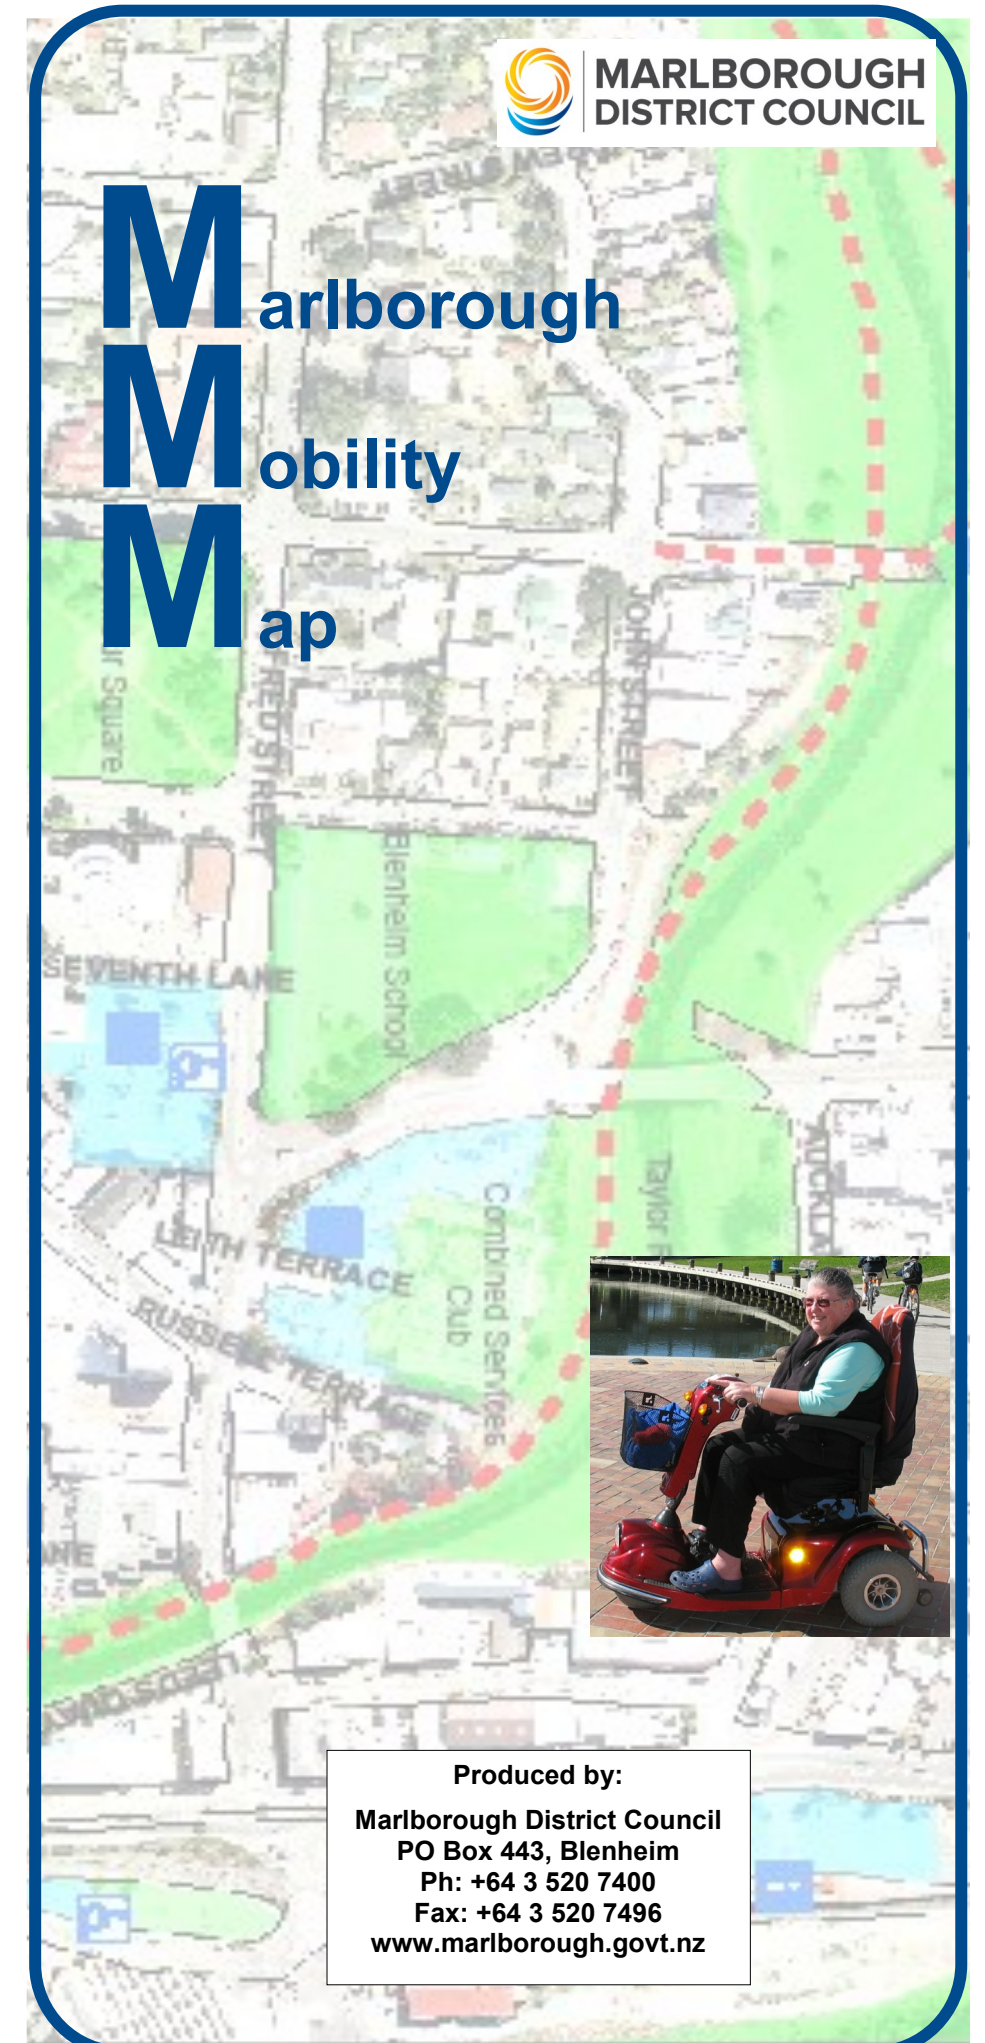 MARLBOROUGH
DISTRICT COUNCIL
Marlborough
Mobility
Map
Square
JOHN STREET
Blenheim School
SEVENTH LANE
LEITH TERRACE
Combined Services
Club
Taylor
Produced by:
Marlborough District Council
PO Box 443, Blenheim
Ph: +64 3 520 7400
Fax: +64 3 520 7496
www.marlborough.govt.nz